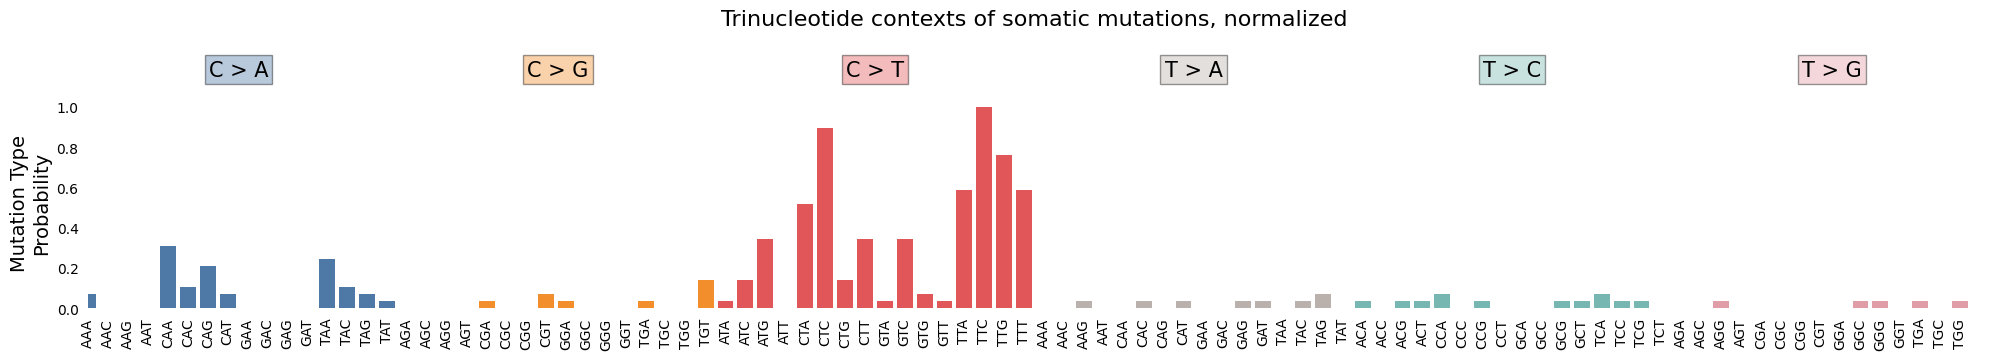 Trinucleotide contexts of somatic mutations, normalized
C > A C > G C > T T > A T > C T > G
Mutation Type
Probability
1.0
0.8
0.6
0.4
0.2
0.0
AAA AAC AAG AAT CAA CAC CAG CAT GAA GAC GAG GAT TAA TAC TAG TAT AGA AGC AGG AGT CGA CGC CGG CGT GGA GGC GGG GGT TGA TGC TGG TGT ATA ATC ATG ATT CTA CTC CTG CTT GTA GTC GTG GTT TTA TTC TTG TTT AAA AAC AAG AAT CAA CAC CAG CAT GAA GAC GAG GAT TAA TAC TAG TAT ACA ACC ACG ACT CCA CCC CCG CCT GCA GCC GCG GCT TCA TCC TCG TCT AGA AGC AGG AGT CGA CGC CGG CGT GGA GGC GGG GGT TGA TGC TGG